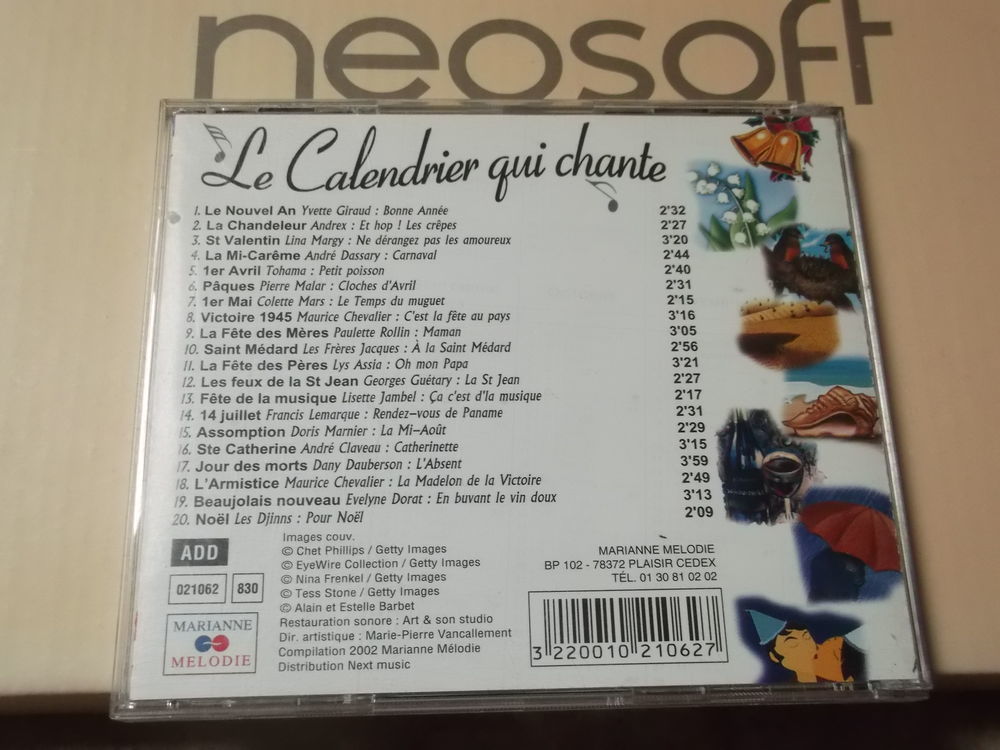 neosoft
Le Calendrier qui chante
1. Le Nouvel An Yvette Giraud : Bonne Année 2'32
2. La Chandeleur Andrex : Et hop ! Les crêpes 2'27
3. St Valentin Lina Margy : Ne dérangez pas les amoureux 3'20
4. La Mi-Carême André Dassary : Carnaval 2'44
5. 1er Avril Tohama : Petit poisson 2'40
6. Pâques Pierre Malar : Cloches d'Avril 2'31
7. 1er Mai Colette Mars : Le Temps du muguet 2'15
8. Victoire 1945 Maurice Chevalier : C'est la fête au pays 3'16
9. La Fête des Mères Paulette Rollin : Maman 3'05
10. Saint Médard Les Frères Jacques : À la Saint Médard 2'56
11. La Fête des Pères Lys Assia : Oh mon Papa 3'21
12. Les feux de la St Jean Georges Guétary : La St Jean 2'27
13. Fête de la musique Lisette Jambel : Ça c'est d'la musique 2'17
14. 14 juillet Francis Lemarque : Rendez-vous de Paname 2'31
15. Assomption Doris Marnier : La Mi-Août 2'29
16. Ste Catherine André Claveau : Catherinette 3'15
17. Jour des morts Dany Dauberson : L'Absent 3'59
18. L'Armistice Maurice Chevalier : La Madelon de la Victoire 2'49
19. Beaujolais nouveau Evelyne Dorat : En buvant le vin doux 3'13
20. Noël Les Djinns : Pour Noël 2'09
ADD
021062 830
MARIANNE
MELODIE
Images couv.
© Chet Phillips / Getty Images
© EyeWire Collection / Getty Images
© Nina Frenkel / Getty Images
© Tess Stone / Getty Images
© Alain et Estelle Barbet
Restauration sonore : Art & son studio
Dir. artistique : Marie-Pierre Vancallement
Compilation 2002 Marianne Mélodie
Distribution Next music
MARIANNE MELODIE
BP 102 - 78372 PLAISIR CEDEX
TÉL. 01 30 81 02 02
3 220010 210627